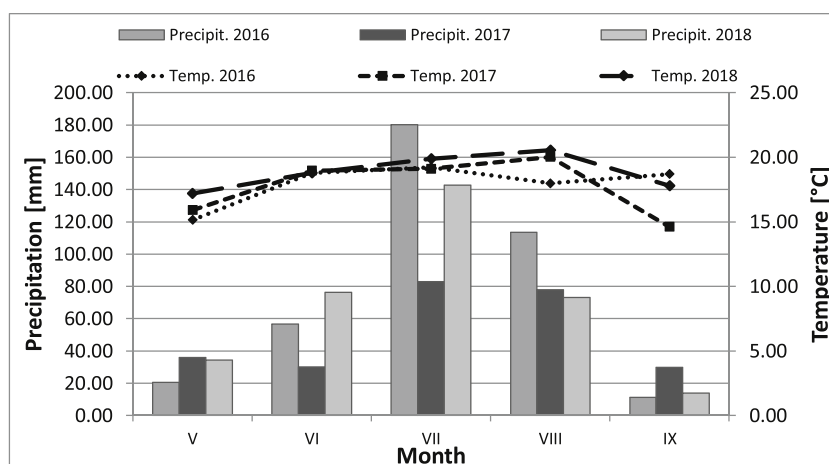 Precipit. 2016 Precipit. 2017 Precipit. 2018
Temp. 2016 Temp. 2017 Temp. 2018
Precipitation [mm]
200.00
180.00
160.00
140.00
120.00
100.00
80.00
60.00
40.00
20.00
0.00
25.00
20.00
15.00
10.00
5.00
0.00
Temperature [°C]
V VI VII VIII IX
Month